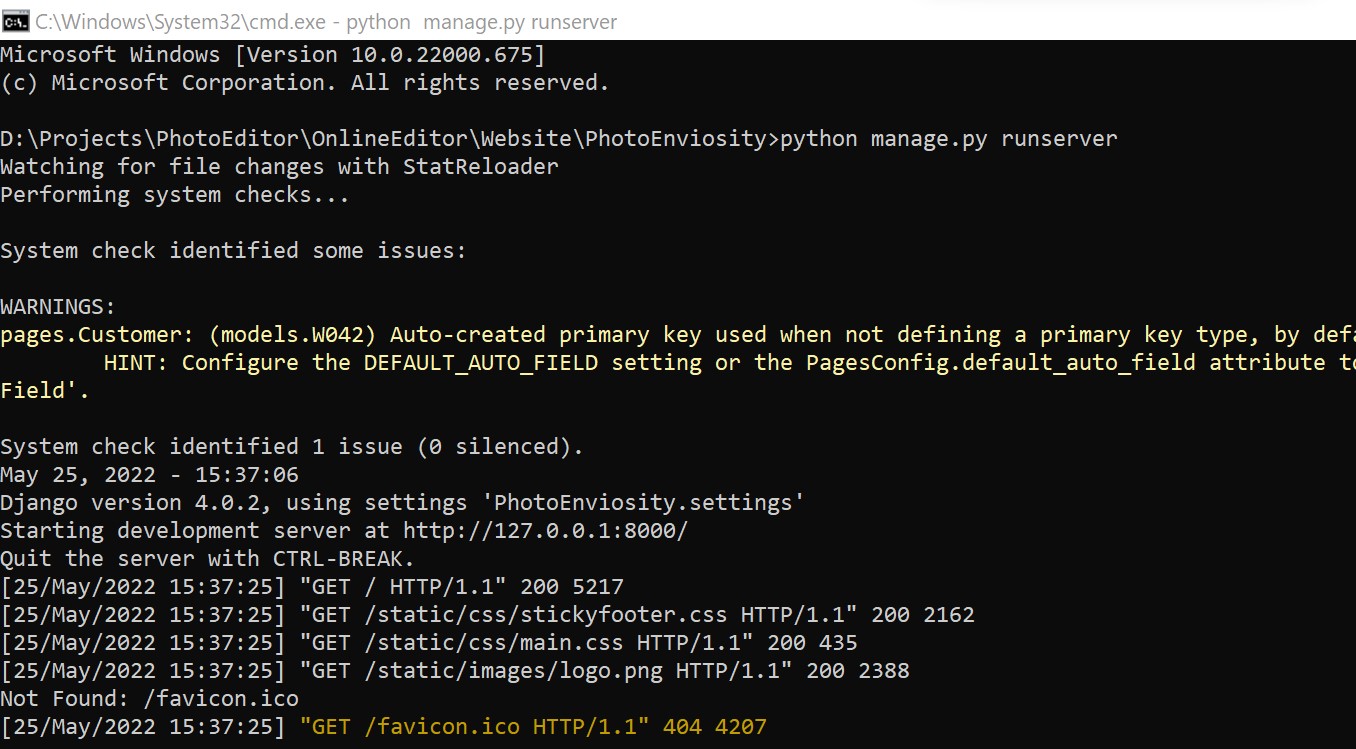 C:\Windows\System32\cmd.exe - python  manage.py runserver
Microsoft Windows [Version 10.0.22000.675]
(c) Microsoft Corporation. All rights reserved.
D:\Projects\PhotoEditor\OnlineEditor\Website\PhotoEnviosity>python manage.py runserver
Watching for file changes with StatReloader
Performing system checks...
System check identified some issues:
WARNINGS:
pages.Customer: (models.W042) Auto-created primary key used when not defining a primary key type, by defa
HINT: Configure the DEFAULT_AUTO_FIELD setting or the PagesConfig.default_auto_field attribute to
Field'.
System check identified 1 issue (0 silenced).
May 25, 2022 - 15:37:06
Django version 4.0.2, using settings 'PhotoEnviosity.settings'
Starting development server at http://127.0.0.1:8000/
Quit the server with CTRL-BREAK.
[25/May/2022 15:37:25] "GET / HTTP/1.1" 200 5217
[25/May/2022 15:37:25] "GET /static/css/stickyfooter.css HTTP/1.1" 200 2162
[25/May/2022 15:37:25] "GET /static/css/main.css HTTP/1.1" 200 435
[25/May/2022 15:37:25] "GET /static/images/logo.png HTTP/1.1" 200 2388
Not Found: /favicon.ico
[25/May/2022 15:37:25] "GET /favicon.ico HTTP/1.1" 404 4207